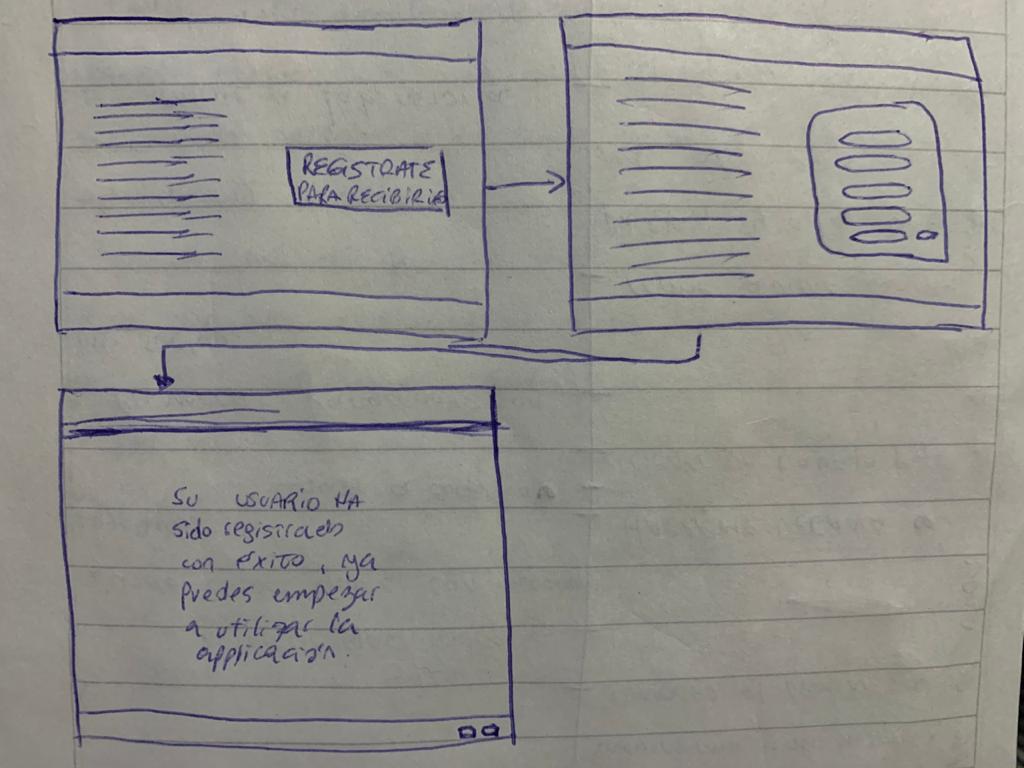 REGISTRATE
PARA RECIBIRLO
SU USUARIO HA
sido registrado
con éxito, ya
puedes empezar
a utilizar la
applicación.